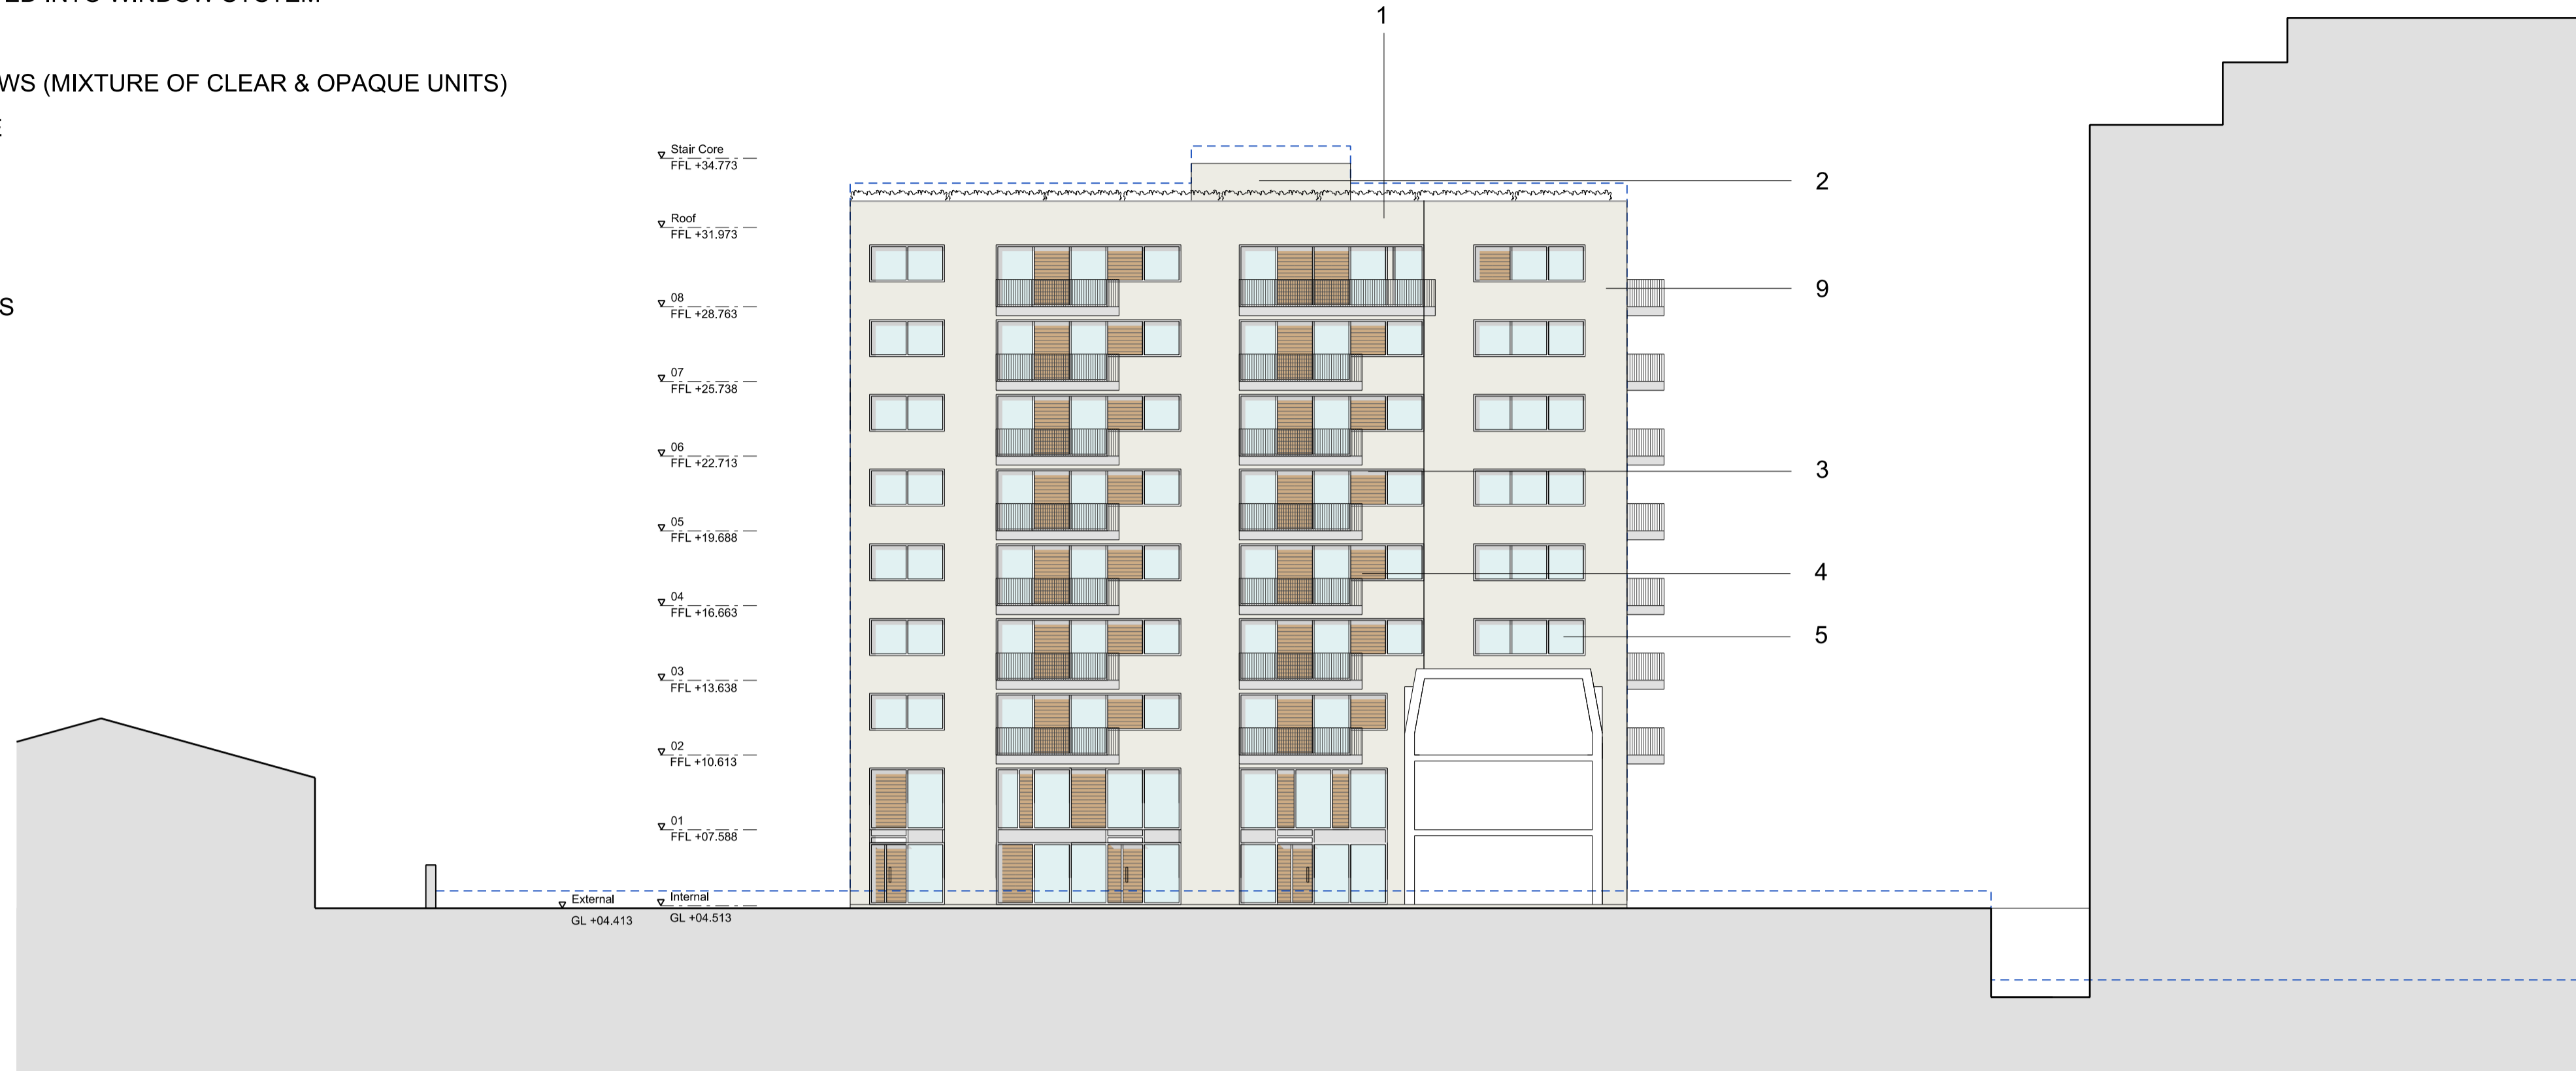 INTO WINDOW SYSTEM
(MIXTURE OF CLEAR & OPAQUE UNITS)
1
Stair Core
FFL +34.773
2
Roof
FFL +31.973
9
08
FFL +28.763
07
FFL +25.738
06
FFL +22.713
3
05
FFL +19.688
4
04
FFL +16.663
5
03
FFL +13.638
02
FFL +10.613
01
FFL +07.588
External
GL +04.413
Internal
GL +04.513